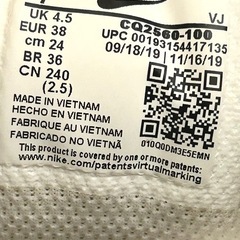 UK 4.5 VJ
EUR 38 CQ2560-100
cm 24 UPC 00193154417135
BR 36 09/18/19 11/16/19
CN 240
(2.5)
MADE IN VIETNAM
HECHO EN VIETNAM
FABRIQUE AU VIETNAM
FABRICADO NO VIETNÃ
010Q0DM3E5EMN
This product is covered by one or more patents:
www.nike.com/patentsvirtualmarking